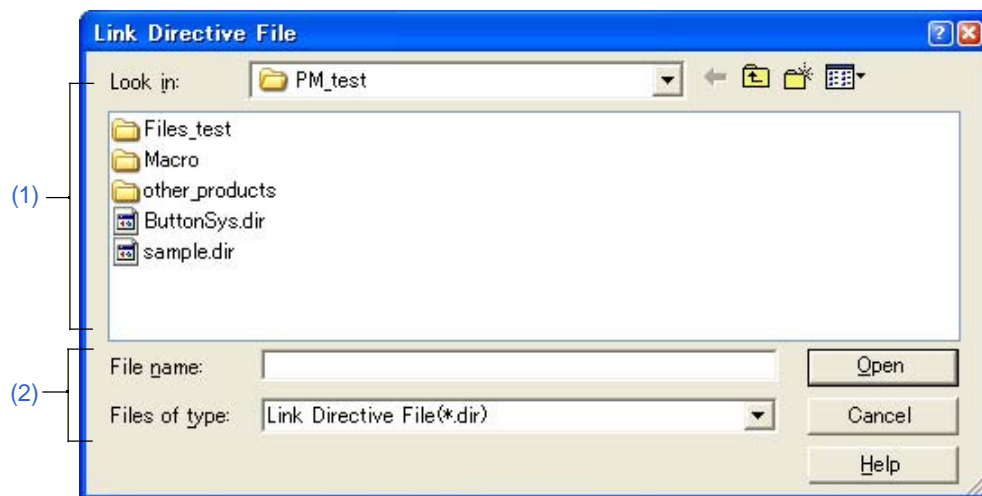 Link Directive File
Look in: PM_test
Files_test
Macro
(1) other_products
ButtonSys.dir
sample.dir
File name: Open
(2)
Files of type: Link Directive File(*.dir) Cancel
Help